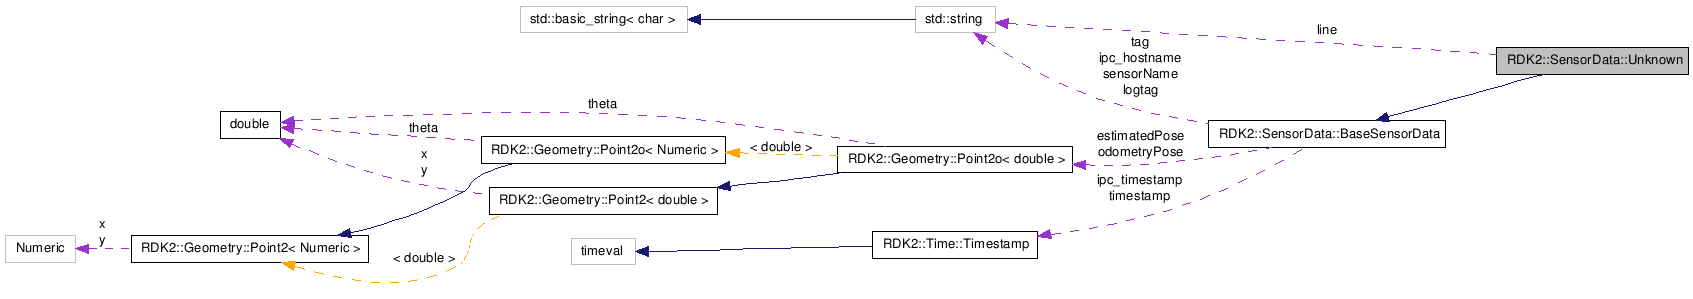 std::basic_string< char >
std::string
line
tag
ipc_hostname
sensorName
logtag
RDK2::SensorData::Unknown
theta
double
theta
x
y
RDK2::Geometry::Point2o< Numeric >
< double >
RDK2::Geometry::Point2o< double >
estimatedPose
odometryPose
RDK2::SensorData::BaseSensorData
ipc_timestamp
timestamp
RDK2::Geometry::Point2< double >
x
y
Numeric
RDK2::Geometry::Point2< Numeric >
< double >
timeval
RDK2::Time::Timestamp